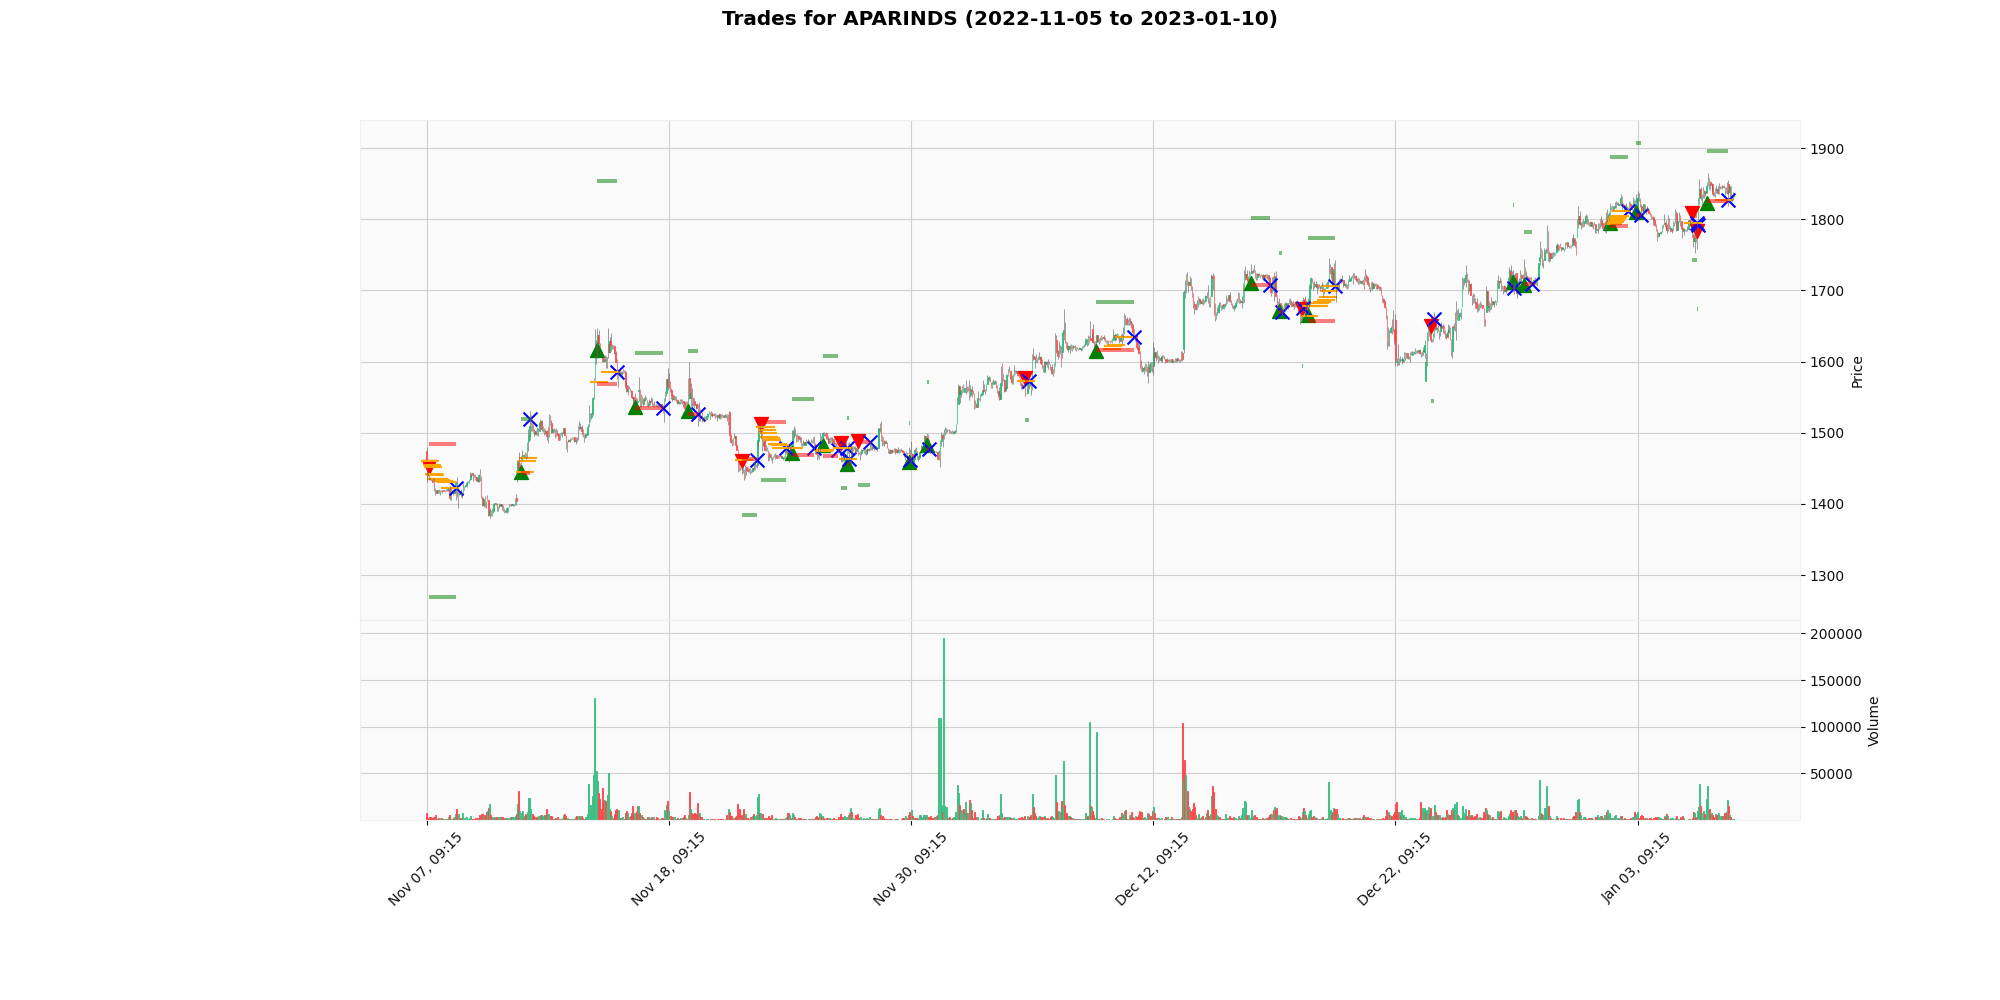 Trades for APARINDS (2022-11-05 to 2023-01-10)
1900
1800
1700
1600
1500
1400
1300
Price
200000
150000
100000
50000
Volume
Nov 07, 09:15
Nov 18, 09:15
Nov 30, 09:15
Dec 12, 09:15
Dec 22, 09:15
Jan 03, 09:15